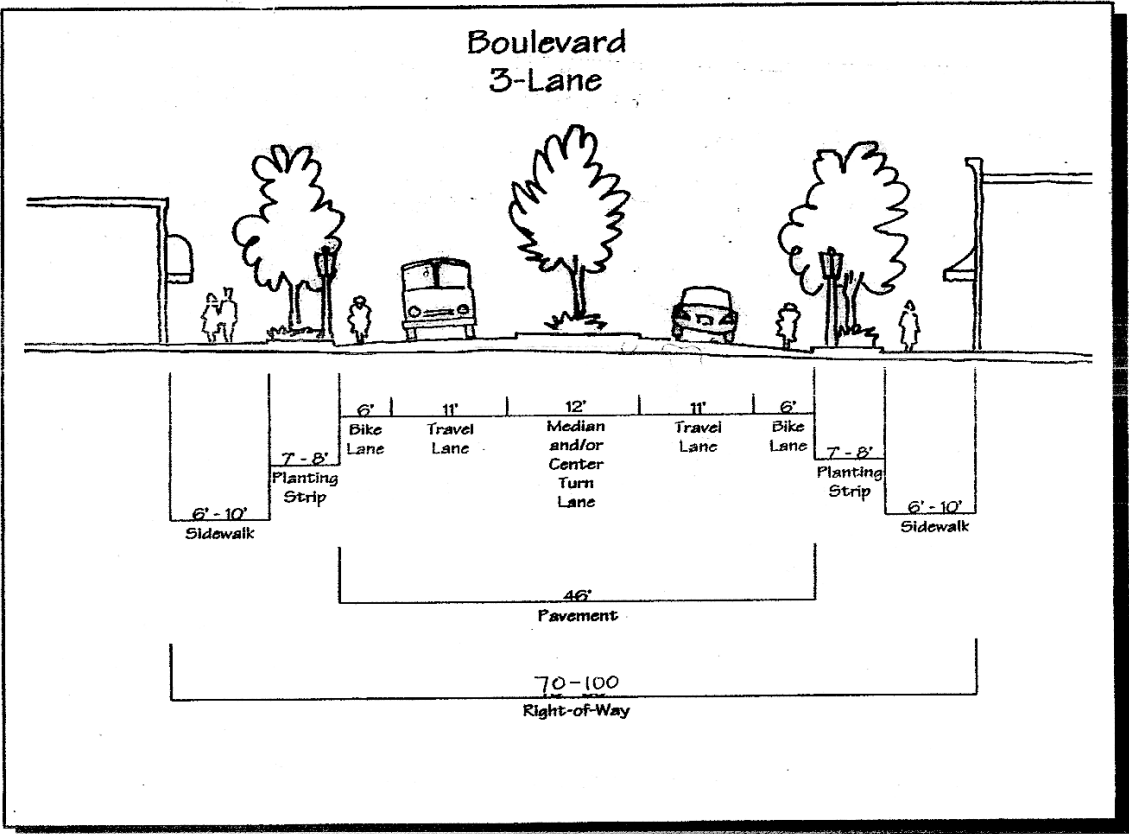 Boulevard
3-Lane
6' 11' 12' 11' 6'
Bike Travel Median Travel Bike
Lane Lane and/or Lane Lane
Center
Turn
Lane
7' - 8' 7' - 8'
Planting Planting
Strip Strip
6' - 10' 6' - 10'
Sidewalk Sidewalk
46'
Pavement
70-100
Right-of-Way